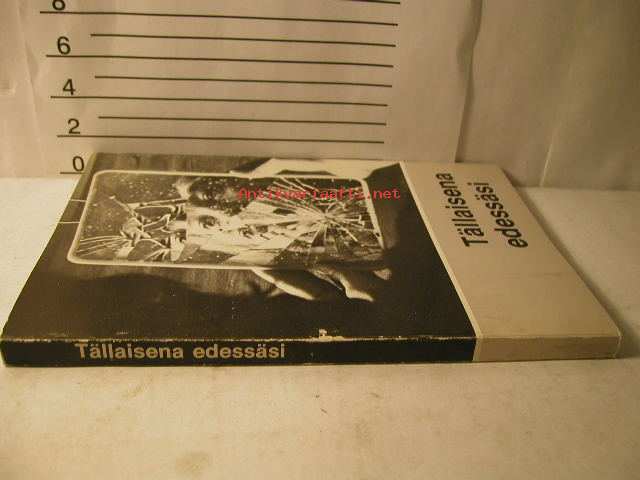 8
6
4
2
0
Antikvariaatti.net
Tällaisena
edessäsi
Tällaisena edessäsi